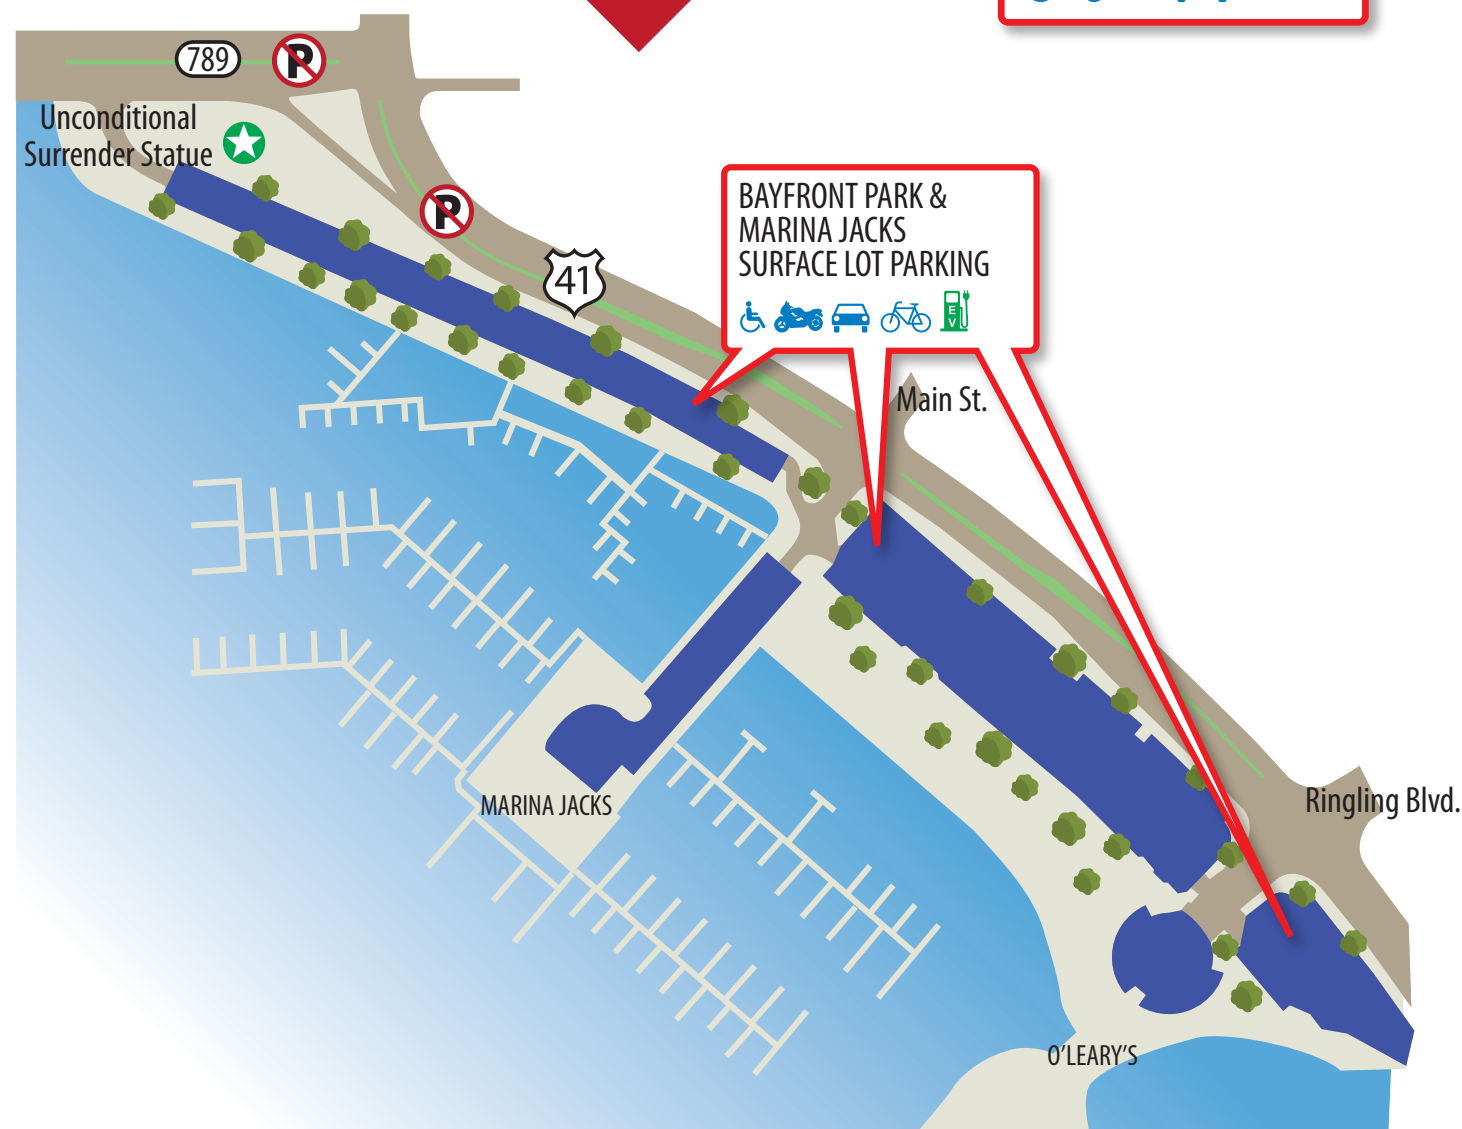 789
P
Unconditional
Surrender Statue
P
41
BAYFRONT PARK &
MARINA JACKS
SURFACE LOT PARKING
EV
Main St.
Ringling Blvd.
MARINA JACKS
O'LEARY'S